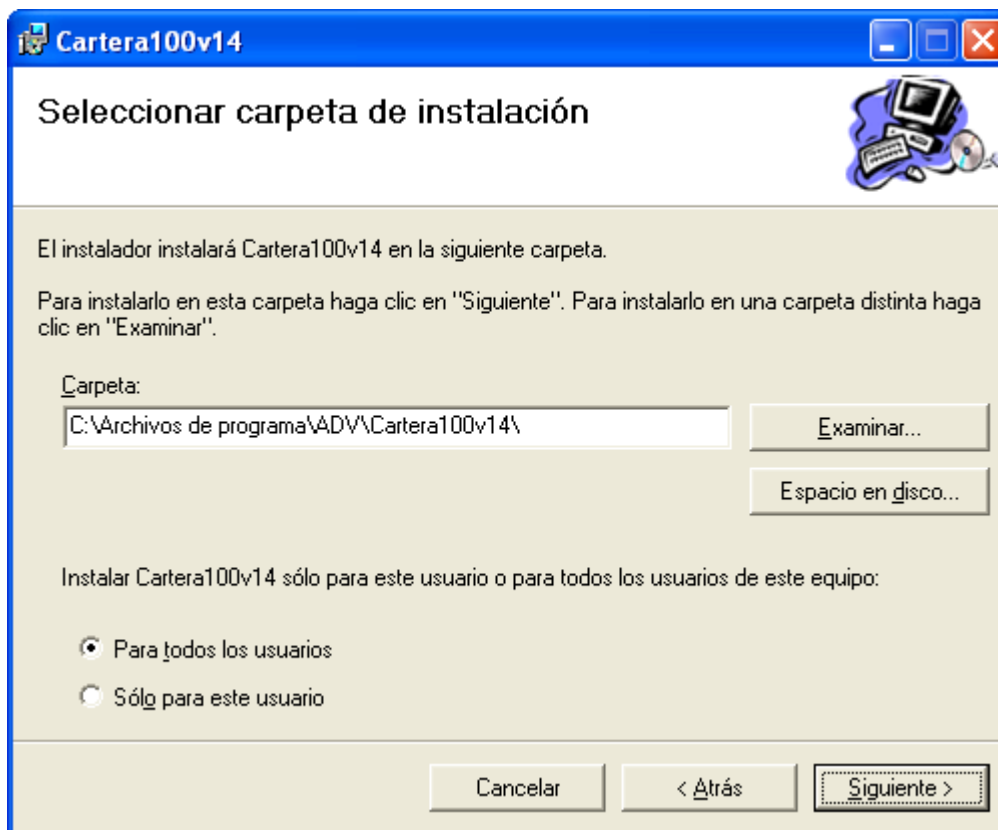 Cartera100v14
Seleccionar carpeta de instalación
El instalador instalará Cartera100v14 en la siguiente carpeta.
Para instalarlo en esta carpeta haga clic en "Siguiente". Para instalarlo en una carpeta distinta haga
clic en "Examinar".
Carpeta:
C:\Archivos de programa\ADV\Cartera100v14\
Examinar...
Espacio en disco...
Instalar Cartera100v14 sólo para este usuario o para todos los usuarios de este equipo:
Para todos los usuarios
Sólo para este usuario
Cancelar
< Atrás
Siguiente >